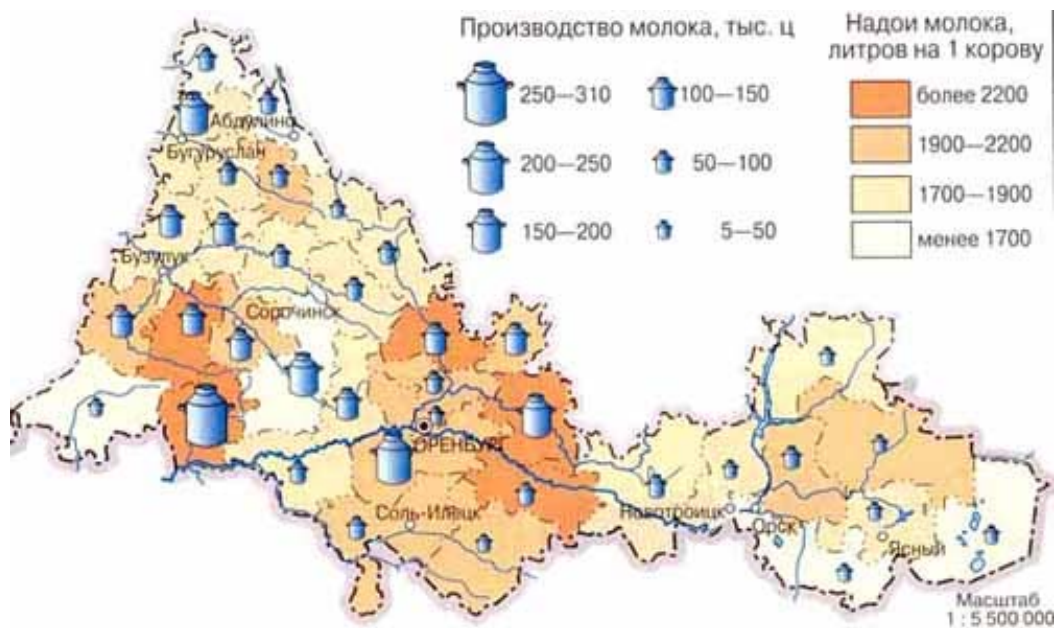 Производство молока, тыс. ц
250—310
100—150
200—250
50—100
150—200
5—50
Надои молока,
литров на 1 корову
более 2200
1900—2200
1700—1900
менее 1700
Абдулино
Бугуруслан
Бузулук
Сорочинск
ОРЕНБУРГ
Соль-Илецк
Новотроицк
Орск
Ясный
Масштаб
1 : 5 500 000